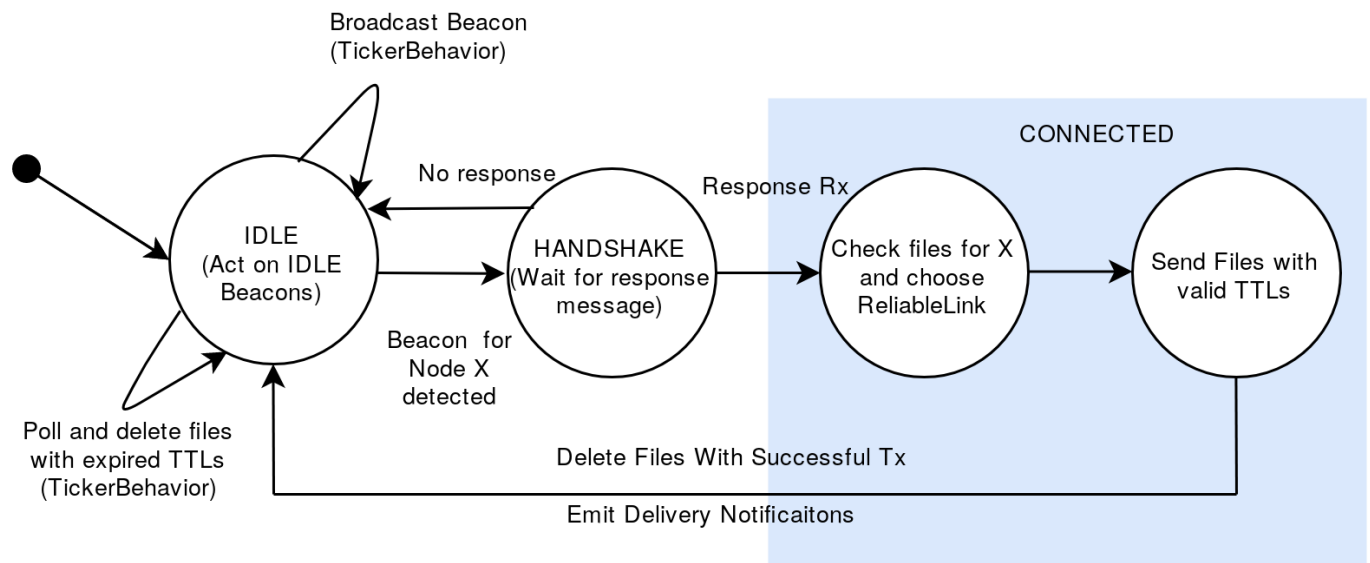 Broadcast Beacon
(TickerBehavior)
CONNECTED
No response
Response Rx
IDLE
(Act on IDLE
Beacons)
HANDSHAKE
(Wait for response
message)
Check files for X
and choose
ReliableLink
Send Files with
valid TTLs
Beacon for
Node X
detected
Poll and delete files
with expired TTLs
(TickerBehavior)
Delete Files With Successful Tx
Emit Delivery Notificaitons